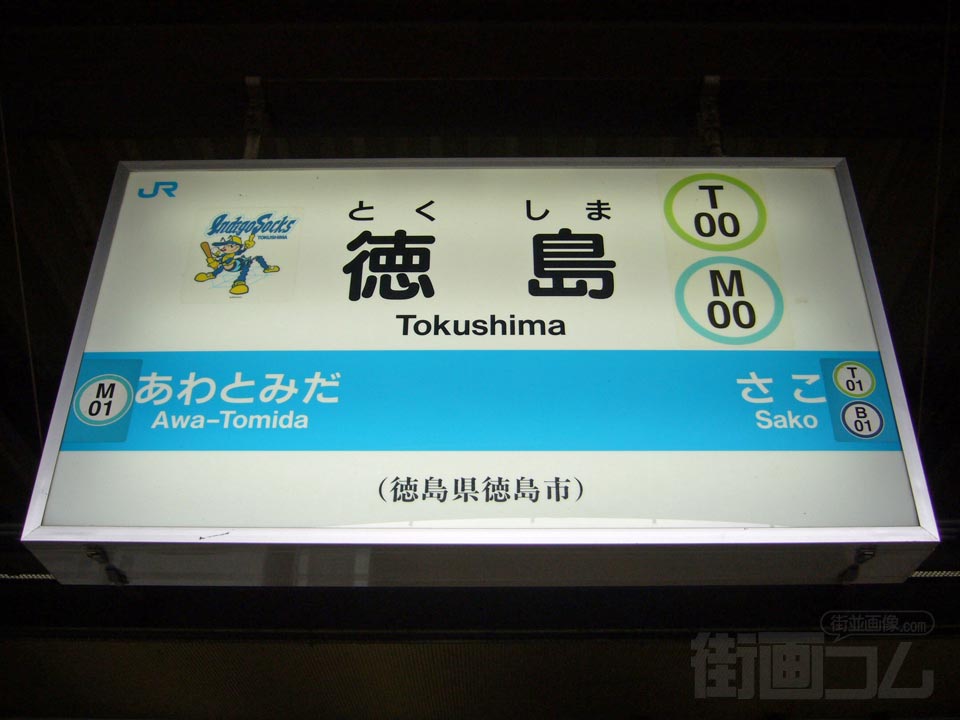 JR
IndigoSocks
TOKUSHIMA
とくしま
徳島
Tokushima
T
00
M
00
M
01
あわとみだ
Awa-Tomida
さこ
Sako
T
01
B
01
(徳島県徳島市)
街並画像.com
街画コム